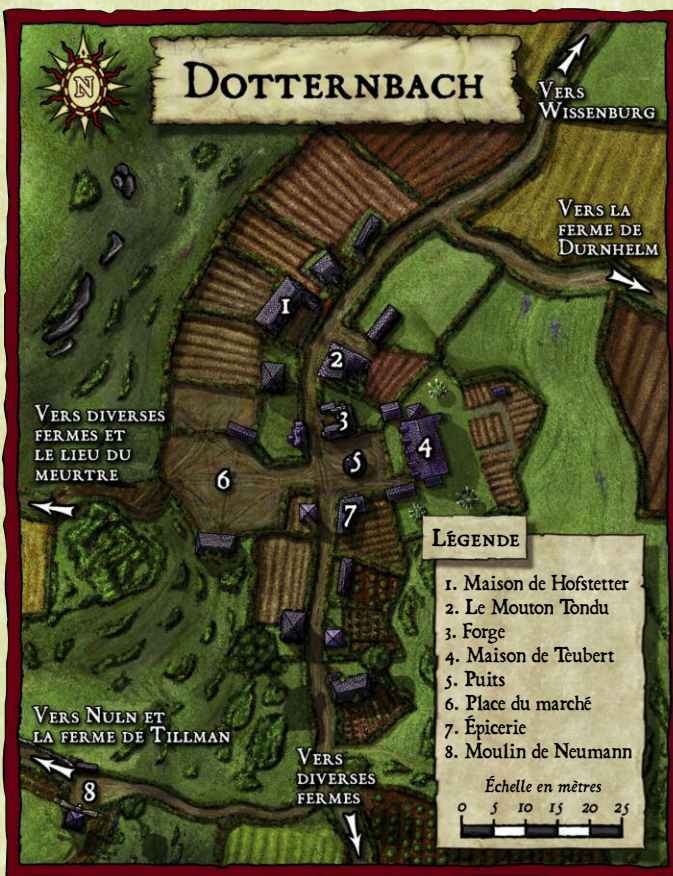 Dotternbach
N
Vers
Wissenburg
Vers la
ferme de
Durnhelm
1
2
3
4
5
6
7
Vers diverses
fermes et
le lieu du
meurtre
Légende
1. Maison de Hofstetter
2. Le Mouton Tondu
3. Forge
4. Maison de Teubert
5. Puits
6. Place du marché
7. Épicerie
8. Moulin de Neumann
Échelle en mètres
0 5 10 15 20 25
Vers Nuln et
la ferme de Tillman
8
Vers
diverses
fermes